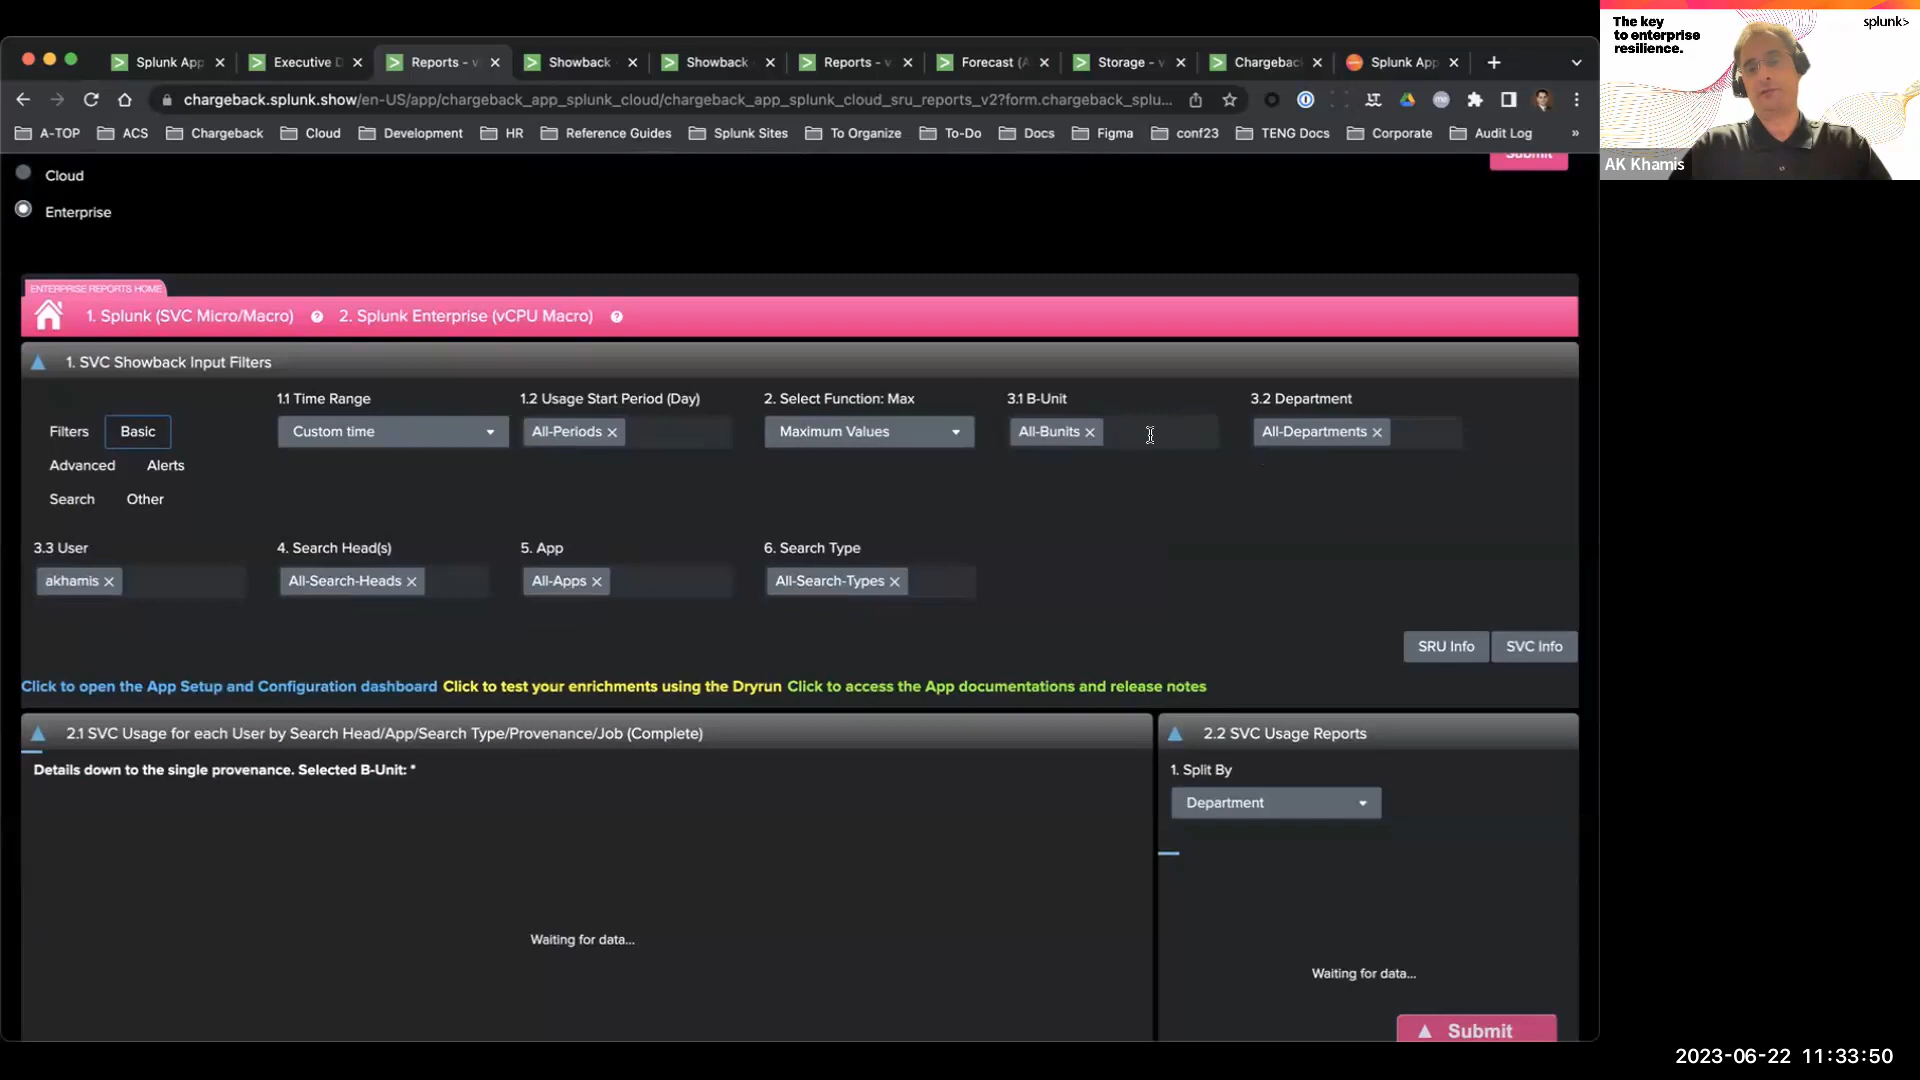 Splunk App
Executive D
Reports - v
Showback
Showback
Reports - v
Forecast (A
Storage - v
Chargebac
Splunk App
chargeback.splunk.show/en-US/app/chargeback_app_splunk_cloud/chargeback_app_splunk_cloud_sru_reports_v2?form.chargeback_splu...
A-TOP
ACS
Chargeback
Cloud
Development
HR
Reference Guides
Splunk Sites
To Organize
To-Do
Docs
Figma
conf23
TENG Docs
Corporate
Audit Log
»
The key
to enterprise
resilience.
splunk>
AK Khamis
Submit
Cloud
Enterprise
ENTERPRISE REPORTS HOME
1. Splunk (SVC Micro/Macro) ? 2. Splunk Enterprise (vCPU Macro) ?
1. SVC Showback Input Filters
Filters Basic
Advanced Alerts
Search Other
1.1 Time Range
Custom time
1.2 Usage Start Period (Day)
All-Periods
2. Select Function: Max
Maximum Values
3.1 B-Unit
All-Bunits
3.2 Department
All-Departments
3.3 User
akhamis
4. Search Head(s)
All-Search-Heads
5. App
All-Apps
6. Search Type
All-Search-Types
SRU Info
SVC Info
Click to open the App Setup and Configuration dashboard Click to test your enrichments using the Dryrun Click to access the App documentations and release notes
2.1 SVC Usage for each User by Search Head/App/Search Type/Provenance/Job (Complete)
Details down to the single provenance. Selected B-Unit: *
Waiting for data...
2.2 SVC Usage Reports
1. Split By
Department
Waiting for data...
Submit
2023-06-22 11:33:50